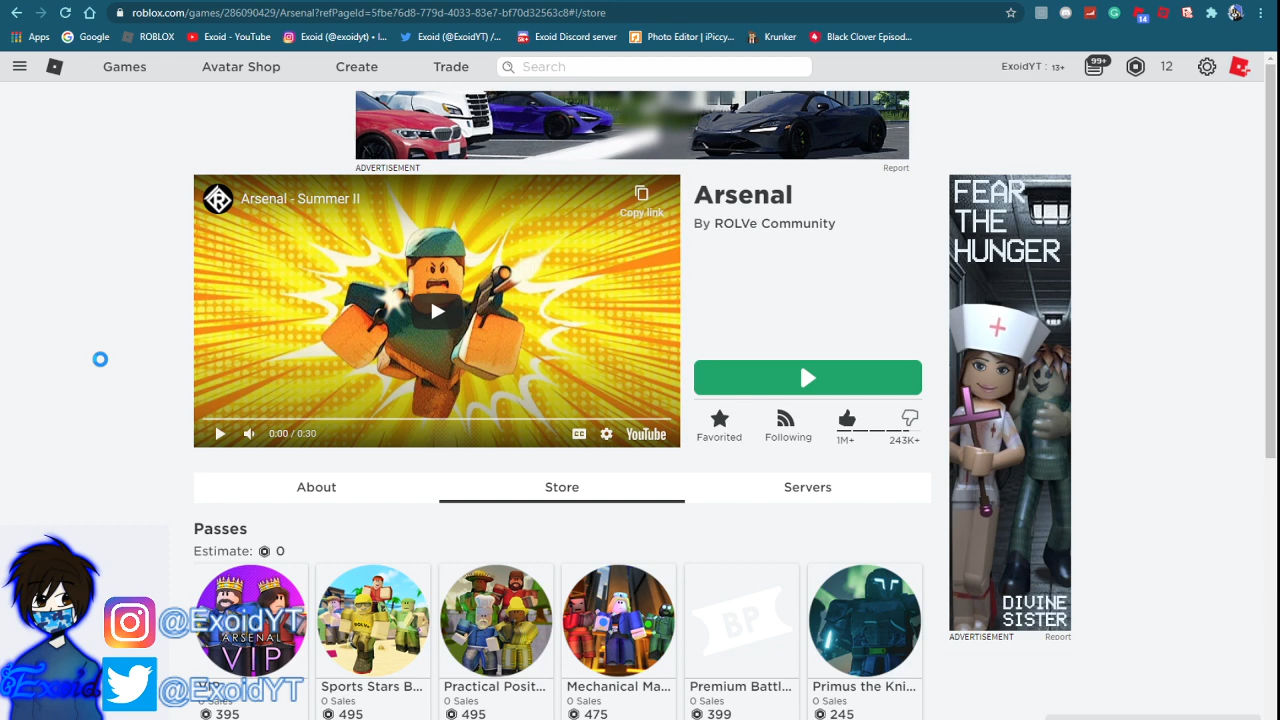 roblox.com/games/286090429/Arsenal?refPageId=5fbe76d8-779d-4033-83e7-bf70d32563c8#!/store
14
Apps Google ROBLOX Exoid - YouTube Exoid (@exoidyt) • I... Exoid (@ExoidYT) /... Exoid Discord server Photo Editor | iPiccy... Krunker Black Clover Episod...
Games Avatar Shop Create Trade Search ExoidYT : 13+ 99+ 12
ADVERTISEMENT Report
Arsenal - Summer II
Copy link
Arsenal
By ROLVe Community
FEAR
THE
HUNGER
0:00 / 0:30 CC YouTube
Favorited Following 1M+ 243K+
About Store Servers
DIVINE
SISTER
ADVERTISEMENT Report
Passes
Estimate: 0
ARSENAL
VIP
ROLVe
BP
@ExoidYT
@ExoidYT
Exoid
VIP Sports Stars B... Practical Posit... Mechanical Ma... Premium Battl... Primus the Kni...
0 Sales 0 Sales 0 Sales 0 Sales 0 Sales 0 Sales
395 495 495 475 399 245